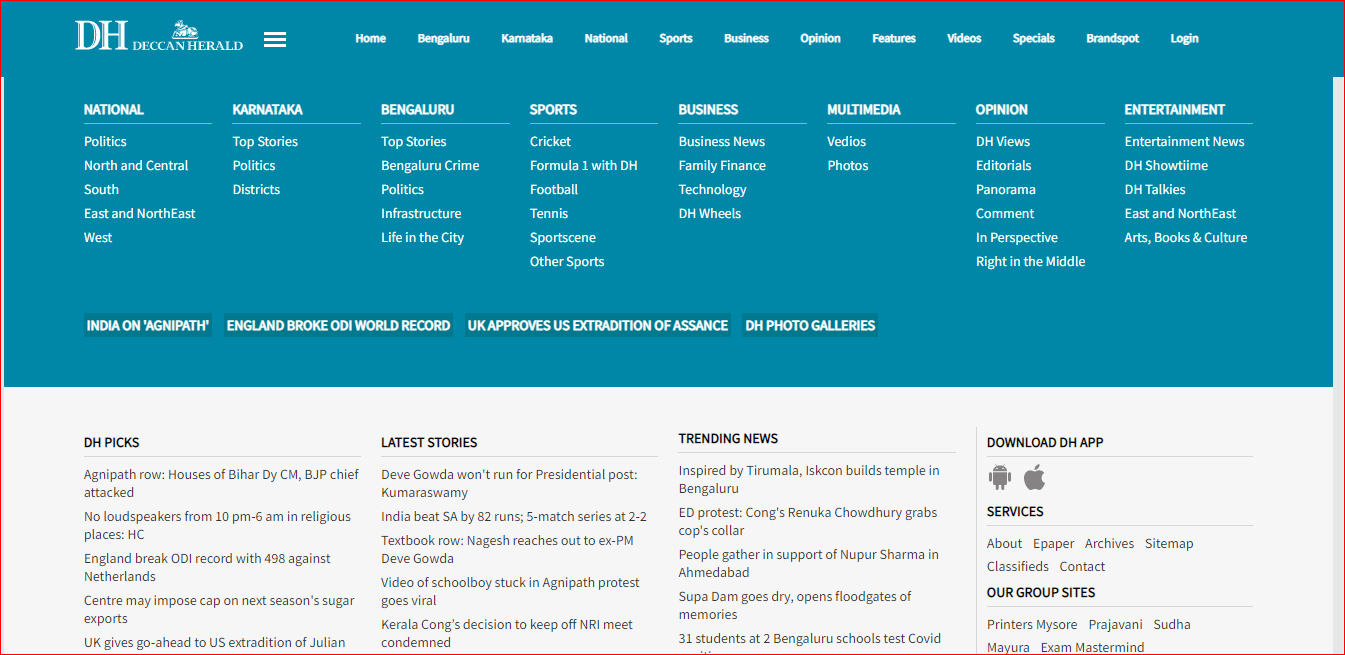 DH DECCAN HERALD
Home Bengaluru Karnataka National Sports Business Opinion Features Videos Specials Brandspot Login
NATIONAL
Politics
North and Central
South
East and NorthEast
West
KARNATAKA
Top Stories
Politics
Districts
BENGALURU
Top Stories
Bengaluru Crime
Politics
Infrastructure
Life in the City
SPORTS
Cricket
Formula 1 with DH
Football
Tennis
Sportscene
Other Sports
BUSINESS
Business News
Family Finance
Technology
DH Wheels
MULTIMEDIA
Vedios
Photos
OPINION
DH Views
Editorials
Panorama
Comment
In Perspective
Right in the Middle
ENTERTAINMENT
Entertainment News
DH Showtiime
DH Talkies
East and NorthEast
Arts, Books & Culture
INDIA ON 'AGNIPATH' ENGLAND BROKE ODI WORLD RECORD UK APPROVES US EXTRADITION OF ASSANCE DH PHOTO GALLERIES
DH PICKS
Agnipath row: Houses of Bihar Dy CM, BJP chief
attacked
No loudspeakers from 10 pm-6 am in religious
places: HC
England break ODI record with 498 against
Netherlands
Centre may impose cap on next season's sugar
exports
UK gives go-ahead to US extradition of Julian
LATEST STORIES
Deve Gowda won't run for Presidential post:
Kumaraswamy
India beat SA by 82 runs; 5-match series at 2-2
Textbook row: Nagesh reaches out to ex-PM
Deve Gowda
Video of schoolboy stuck in Agnipath protest
goes viral
Kerala Cong's decision to keep off NRI meet
condemned
TRENDING NEWS
Inspired by Tirumala, Iskcon builds temple in
Bengaluru
ED protest: Cong's Renuka Chowdhury grabs
cop's collar
People gather in support of Nupur Sharma in
Ahmedabad
Supa Dam goes dry, opens floodgates of
memories
31 students at 2 Bengaluru schools test Covid
DOWNLOAD DH APP
SERVICES
About Epaper Archives Sitemap
Classifieds Contact
OUR GROUP SITES
Printers Mysore Prajavani Sudha
Mayura Exam Mastermind